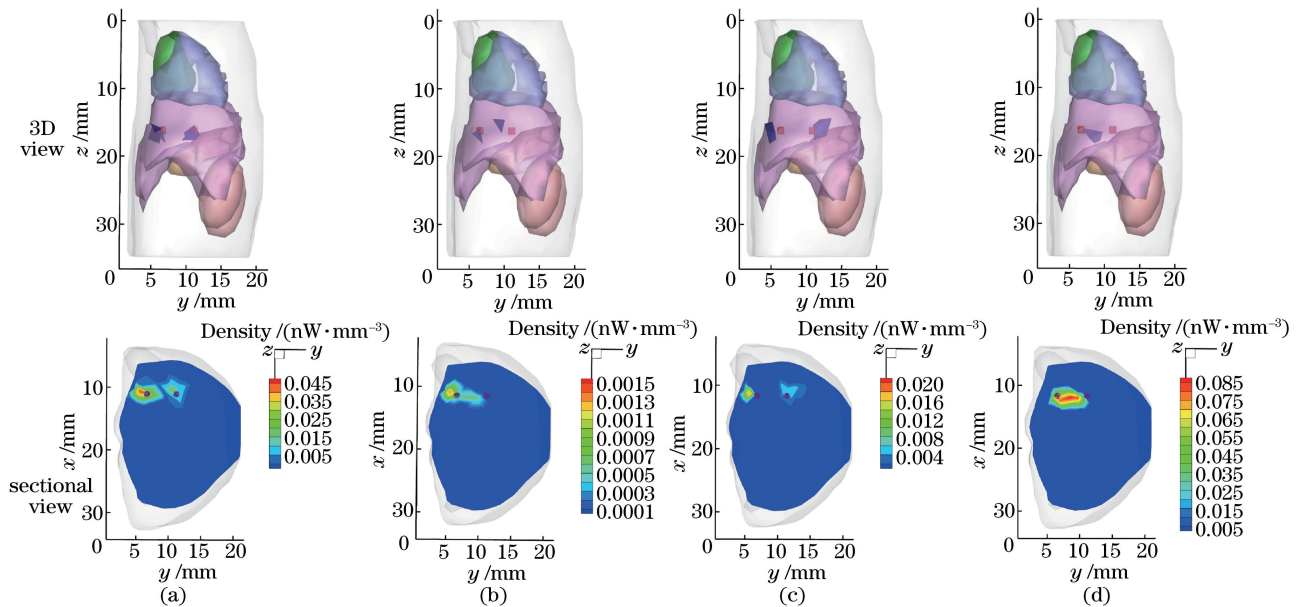 3D
view
z /mm
0
10
20
30
0
5 10 15 20
y /mm
z /mm
0
10
20
30
0
5 10 15 20
y /mm
z /mm
0
10
20
30
0
5 10 15 20
y /mm
z /mm
0
10
20
30
0
5 10 15 20
y /mm
sectional
view
Density /(nW·mm⁻³)
z y
0.045
0.035
0.025
0.015
0.005
x /mm
10
20
30
0
5 10 15 20
y /mm
(a)
Density /(nW·mm⁻³)
z y
0.0015
0.0013
0.0011
0.0009
0.0007
0.0005
0.0003
0.0001
x /mm
10
20
30
0
5 10 15 20
y /mm
(b)
Density /(nW·mm⁻³)
z y
0.020
0.016
0.012
0.008
0.004
x /mm
10
20
30
0
5 10 15 20
y /mm
(c)
Density /(nW·mm⁻³)
z y
0.085
0.075
0.065
0.055
0.045
0.035
0.025
0.015
0.005
x /mm
10
20
30
0
5 10 15 20
y /mm
(d)